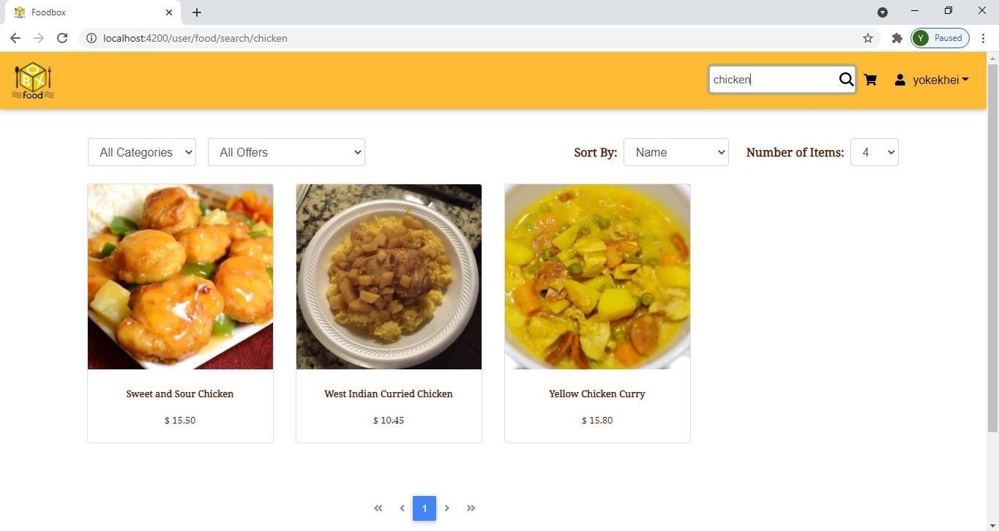 Foodbox
Y Paused
localhost:4200/user/food/search/chicken
O
B X
food
chicken
yokekhei
All Categories
All Offers
Sort By:
Name
Number of Items:
4
Sweet and Sour Chicken
West Indian Curried Chicken
Yellow Chicken Curry
$ 15.50
$ 10.45
$ 15.80
« ‹ 1 › »